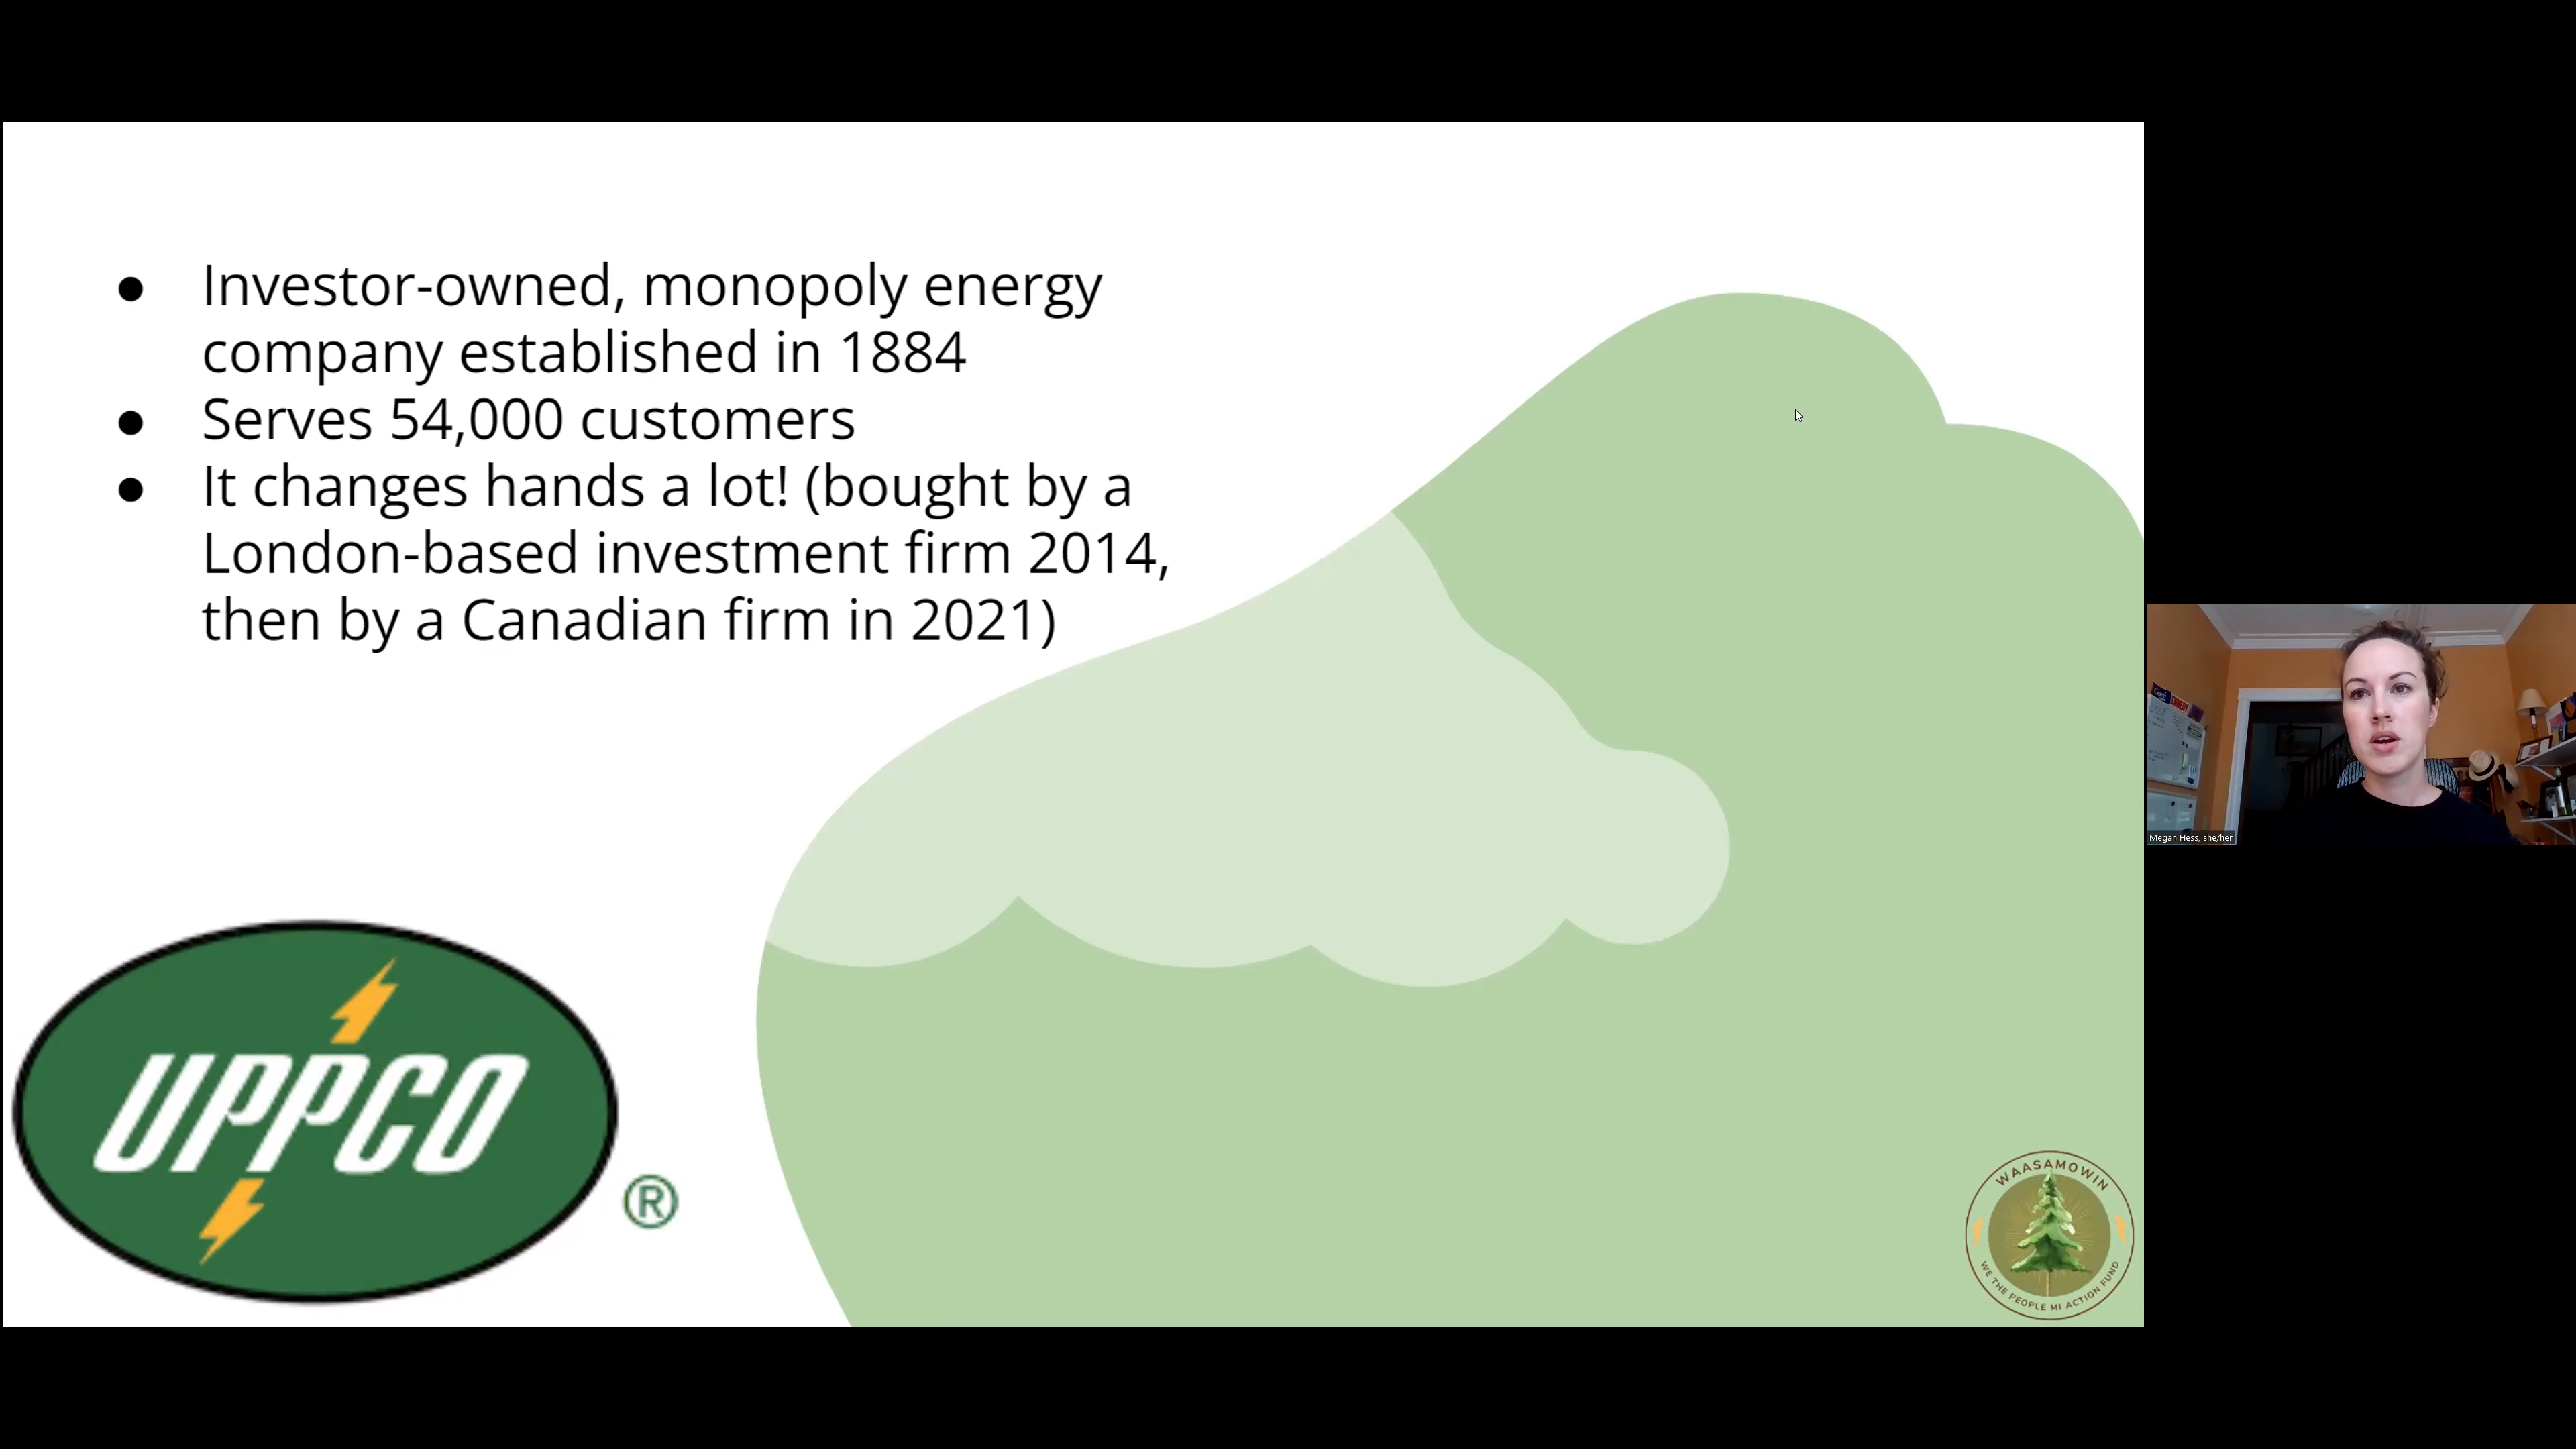 ● Investor-owned, monopoly energy
company established in 1884
● Serves 54,000 customers
● It changes hands a lot! (bought by a
London-based investment firm 2014,
then by a Canadian firm in 2021)
UPPCO
®
WAASAMOWIN
WE THE PEOPLE MI ACTION FUND
Megan Hess, she/her